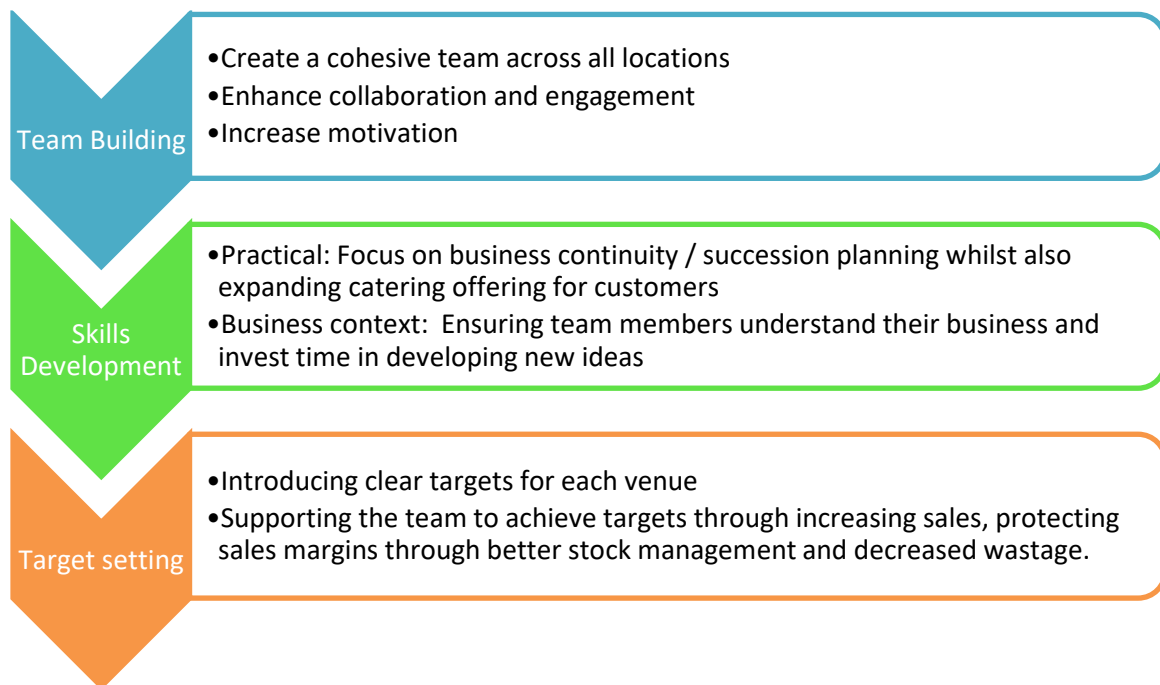 Team Building
•Create a cohesive team across all locations
•Enhance collaboration and engagement
•Increase motivation
Skills
Development
•Practical: Focus on business continuity / succession planning whilst also
expanding catering offering for customers
•Business context:  Ensuring team members understand their business and
invest time in developing new ideas
Target setting
•Introducing clear targets for each venue
•Supporting the team to achieve targets through increasing sales, protecting
sales margins through better stock management and decreased wastage.